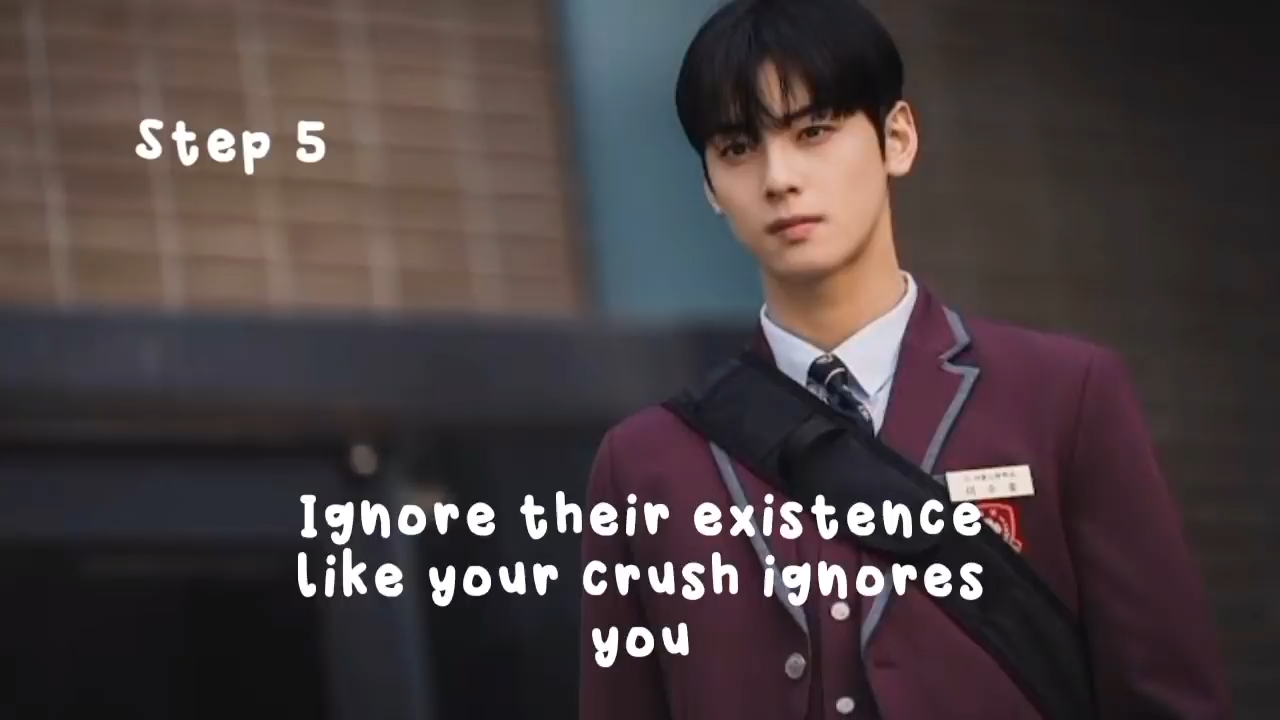 Step 5
Ignore their existence
like your crush ignores
you